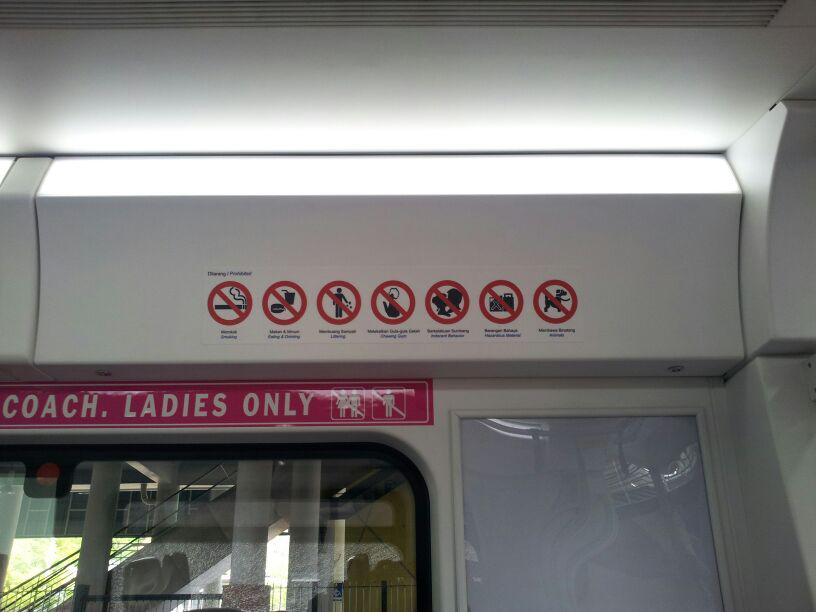 Dilarang / Prohibited
Merokok
Smoking
Makan & Minum
Eating & Drinking
Membuang Sampah
Littering
Melekatkan Gula-gula Getah
Chewing Gum
Berkelakuan Sumbang
Indecent Behavior
Barangan Bahaya
Hazardous Material
Membawa Binatang
Animals
COACH. LADIES ONLY